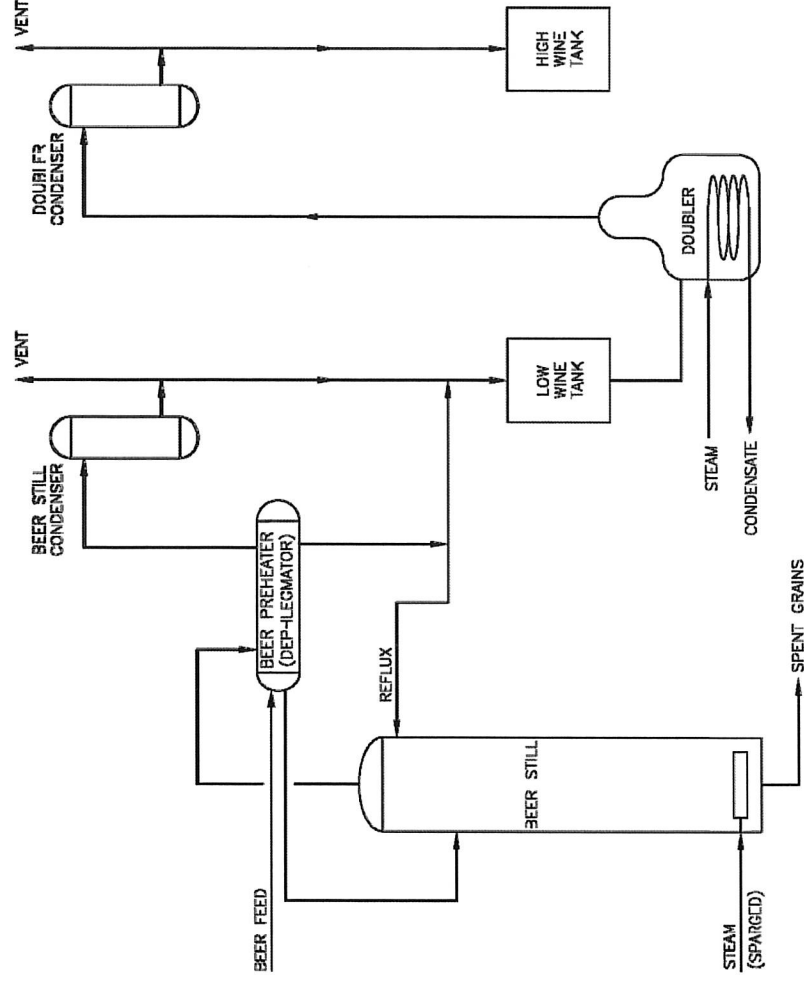 VENT
DOUBLER
CONDENSER
HIGH
WINE
TANK
DOUBLER
VENT
BEER STILL
CONDENSER
LOW
WINE
TANK
STEAM
CONDENSATE
BEER PREHEATER
(DEPHLEGMATOR)
REFLUX
BEER FEED
BEER STILL
STEAM
(SPARGED)
SPENT GRAINS